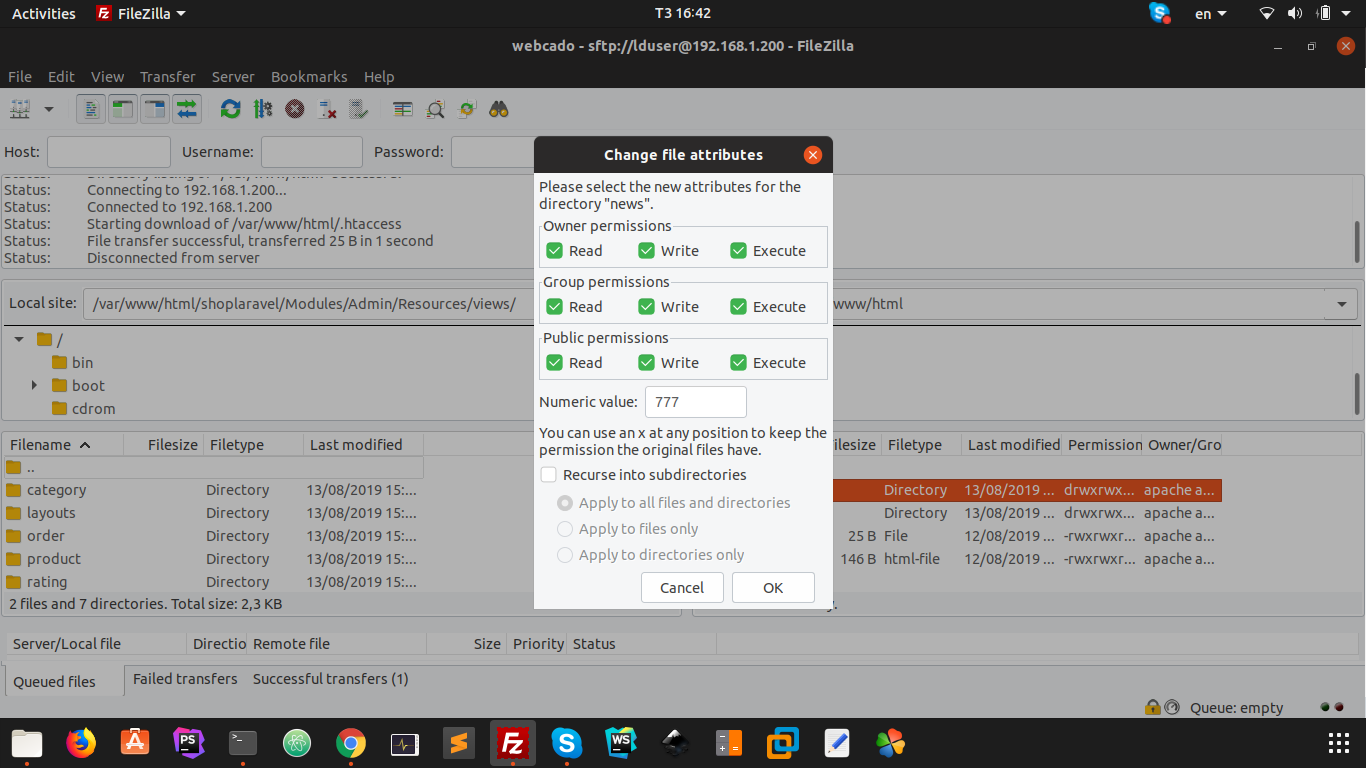 Activities FileZilla T3 16:42 en
webcado - sftp://lduser@192.168.1.200 - FileZilla
File Edit View Transfer Server Bookmarks Help
Host: Username: Password:
Status: Connecting to 192.168.1.200...
Status: Connected to 192.168.1.200
Status: Starting download of /var/www/html/.htaccess
Status: File transfer successful, transferred 25 B in 1 second
Status: Disconnected from server
Local site: /var/www/html/shoplaravel/Modules/Admin/Resources/views/
www/html
/
bin
boot
cdrom
Filename Filesize Filetype Last modified
..
category Directory 13/08/2019 15:...
layouts Directory 13/08/2019 15:...
order Directory 13/08/2019 15:...
product Directory 13/08/2019 15:...
rating Directory 13/08/2019 15:...
2 files and 7 directories. Total size: 2,3 KB
ilesize Filetype Last modified Permission Owner/Gro
Directory 13/08/2019 ... drwxrwx... apache a...
Directory 13/08/2019 ... drwxrwx... apache a...
25 B File 12/08/2019 ... -rwxrwxr... apache a...
146 B html-file 12/08/2019 ... -rwxrwxr... apache a...
Change file attributes
Please select the new attributes for the
directory "news".
Owner permissions
Read Write Execute
Group permissions
Read Write Execute
Public permissions
Read Write Execute
Numeric value: 777
You can use an x at any position to keep the
permission the original files have.
Recurse into subdirectories
Apply to all files and directories
Apply to files only
Apply to directories only
Cancel OK
Server/Local file Directio Remote file Size Priority Status
Queued files Failed transfers Successful transfers (1)
Queue: empty